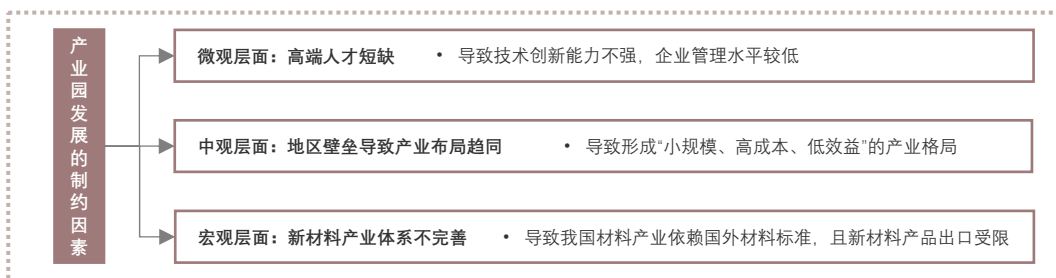 产业园发展的制约因素
微观层面：高端人才短缺 • 导致技术创新能力不强，企业管理水平较低
中观层面：地区壁垒导致产业布局趋同 • 导致形成“小规模、高成本、低效益”的产业格局
宏观层面：新材料产业体系不完善 • 导致我国材料产业依赖国外材料标准，且新材料产品出口受限